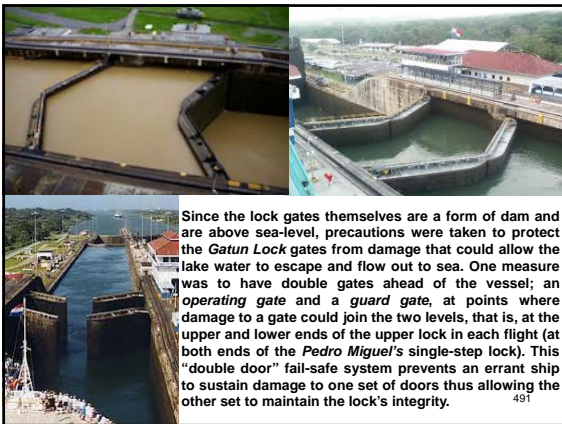 Since the lock gates themselves are a form of dam and
are above sea-level, precautions were taken to protect
the Gatun Lock gates from damage that could allow the
lake water to escape and flow out to sea. One measure
was to have double gates ahead of the vessel; an
operating gate and a guard gate, at points where
damage to a gate could join the two levels, that is, at the
upper and lower ends of the upper lock in each flight (at
both ends of the Pedro Miguel's single-step lock). This
“double door” fail-safe system prevents an errant ship
to sustain damage to one set of doors thus allowing the
other set to maintain the lock's integrity.
491